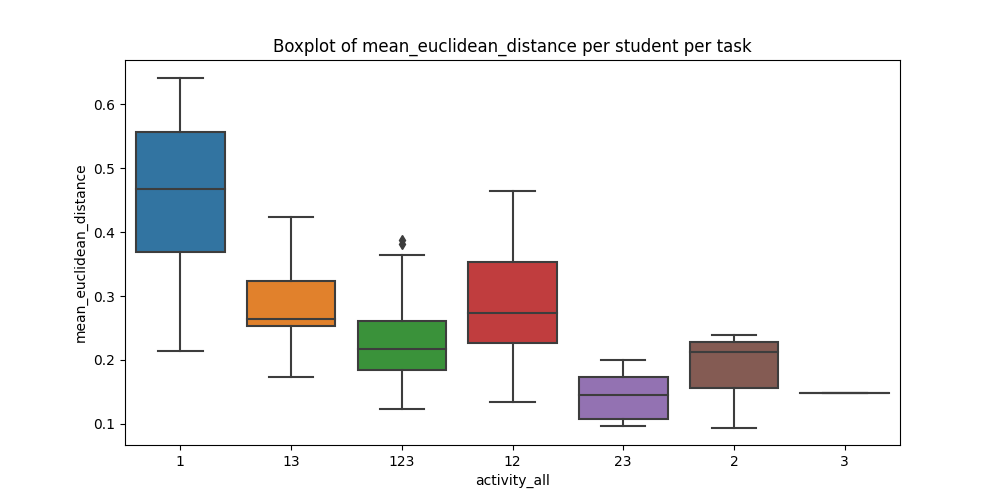 Boxplot of mean_euclidean_distance per student per task
mean_euclidean_distance
0.6
0.5
0.4
0.3
0.2
0.1
1 13 123 12 23 2 3
activity_all